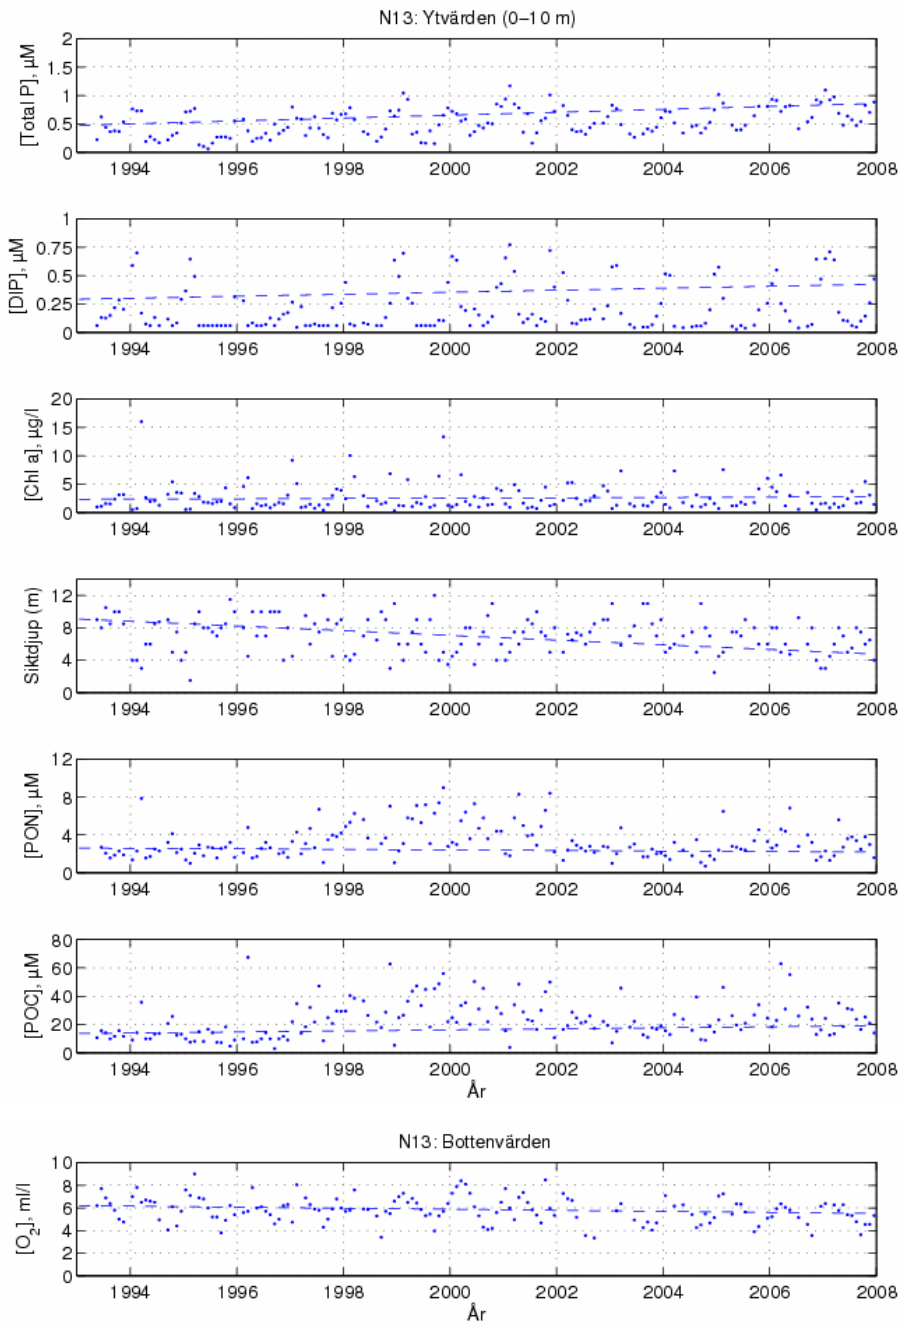 N13: Ytvärden (0–10 m)
[Total P], µM
2
1.5
1
0.5
0
1994 1996 1998 2000 2002 2004 2006 2008
[DIP], µM
1
0.75
0.5
0.25
0
1994 1996 1998 2000 2002 2004 2006 2008
[Chl a], µg/l
20
15
10
5
0
1994 1996 1998 2000 2002 2004 2006 2008
Siktdjup (m)
12
8
4
0
1994 1996 1998 2000 2002 2004 2006 2008
[PON], µM
12
8
4
0
1994 1996 1998 2000 2002 2004 2006 2008
[POC], µM
80
60
40
20
0
1994 1996 1998 2000 2002 2004 2006 2008
År
N13: Bottenvärden
[O2], ml/l
10
8
6
4
2
0
1994 1996 1998 2000 2002 2004 2006 2008
År